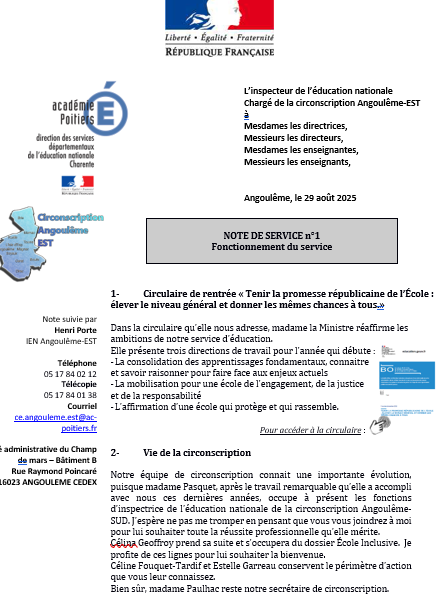 Liberté • Égalité • Fraternité
RÉPUBLIQUE FRANÇAISE
académie
Poitiers
direction des services
départementaux
de l'éducation nationale
Charente
L'inspecteur de l'éducation nationale
Chargé de la circonscription Angoulême-EST
à
Mesdames les directrices,
Messieurs les directeurs,
Mesdames les enseignantes,
Messieurs les enseignants,
Angoulême, le 29 août 2025
Circonscription
Angoulême
EST
NOTE DE SERVICE n°1
Fonctionnement du service
Note suivie par
Henri Porte
IEN Angoulême-EST
Téléphone
05 17 84 02 12
Télécopie
05 17 84 01 38
Courriel
ce.angouleme.est@ac-
poitiers.fr
é administrative du Champ
de mars – Bâtiment B
Rue Raymond Poincaré
16023 ANGOULEME CEDEX
1- Circulaire de rentrée « Tenir la promesse républicaine de l'École :
élever le niveau général et donner les mêmes chances à tous.»
Dans la circulaire qu'elle nous adresse, madame la Ministre réaffirme les
ambitions de notre service d'éducation.
Elle présente trois directions de travail pour l'année qui débute :
- La consolidation des apprentissages fondamentaux, connaitre
et savoir raisonner pour faire face aux enjeux actuels
- La mobilisation pour une école de l'engagement, de la justice
et de la responsabilité
- L'affirmation d'une école qui protège et qui rassemble.
BO
Pour accéder à la circulaire :
2- Vie de la circonscription
Notre équipe de circonscription connait une importante évolution,
puisque madame Pasquet, après le travail remarquable qu'elle a accompli
avec nous ces dernières années, occupe à présent les fonctions
d'inspectrice de l'éducation nationale de la circonscription Angoulême-
SUD. J'espère ne pas me tromper en pensant que vous vous joindrez à moi
pour lui souhaiter toute la réussite professionnelle qu'elle mérite.
Célina Geoffroy prend sa suite et s'occupera du dossier École Inclusive. Je
profite de ces lignes pour lui souhaiter la bienvenue.
Céline Fouquet-Tardif et Estelle Garreau conservent le périmètre d'action
que vous leur connaissez.
Bien sûr, madame Paulhac reste notre secrétaire de circonscription.